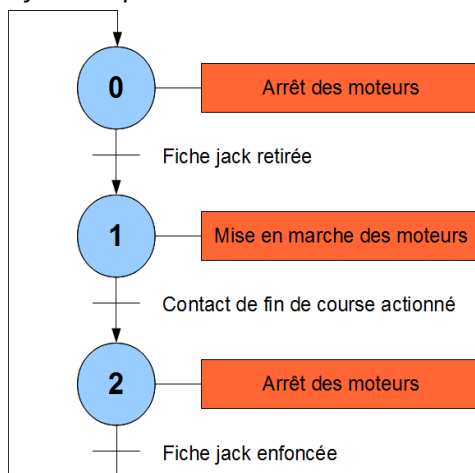 0
Arrêt des moteurs
Fiche jack retirée
1
Mise en marche des moteurs
Contact de fin de course actionné
2
Arrêt des moteurs
Fiche jack enfoncée